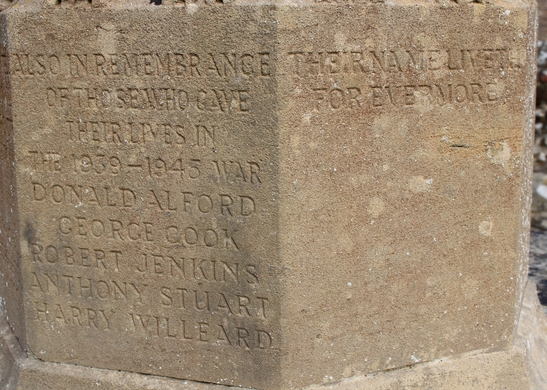 ALSO IN REMEMBRANCE
OF THOSE WHO GAVE
THEIR LIVES IN
THE 1939-1945 WAR
DONALD ALFORD
GEORGE COOK
ROBERT JENKINS
ANTHONY STUART
HARRY WILLEARD
THEIR NAME LIVETH
FOR EVERMORE